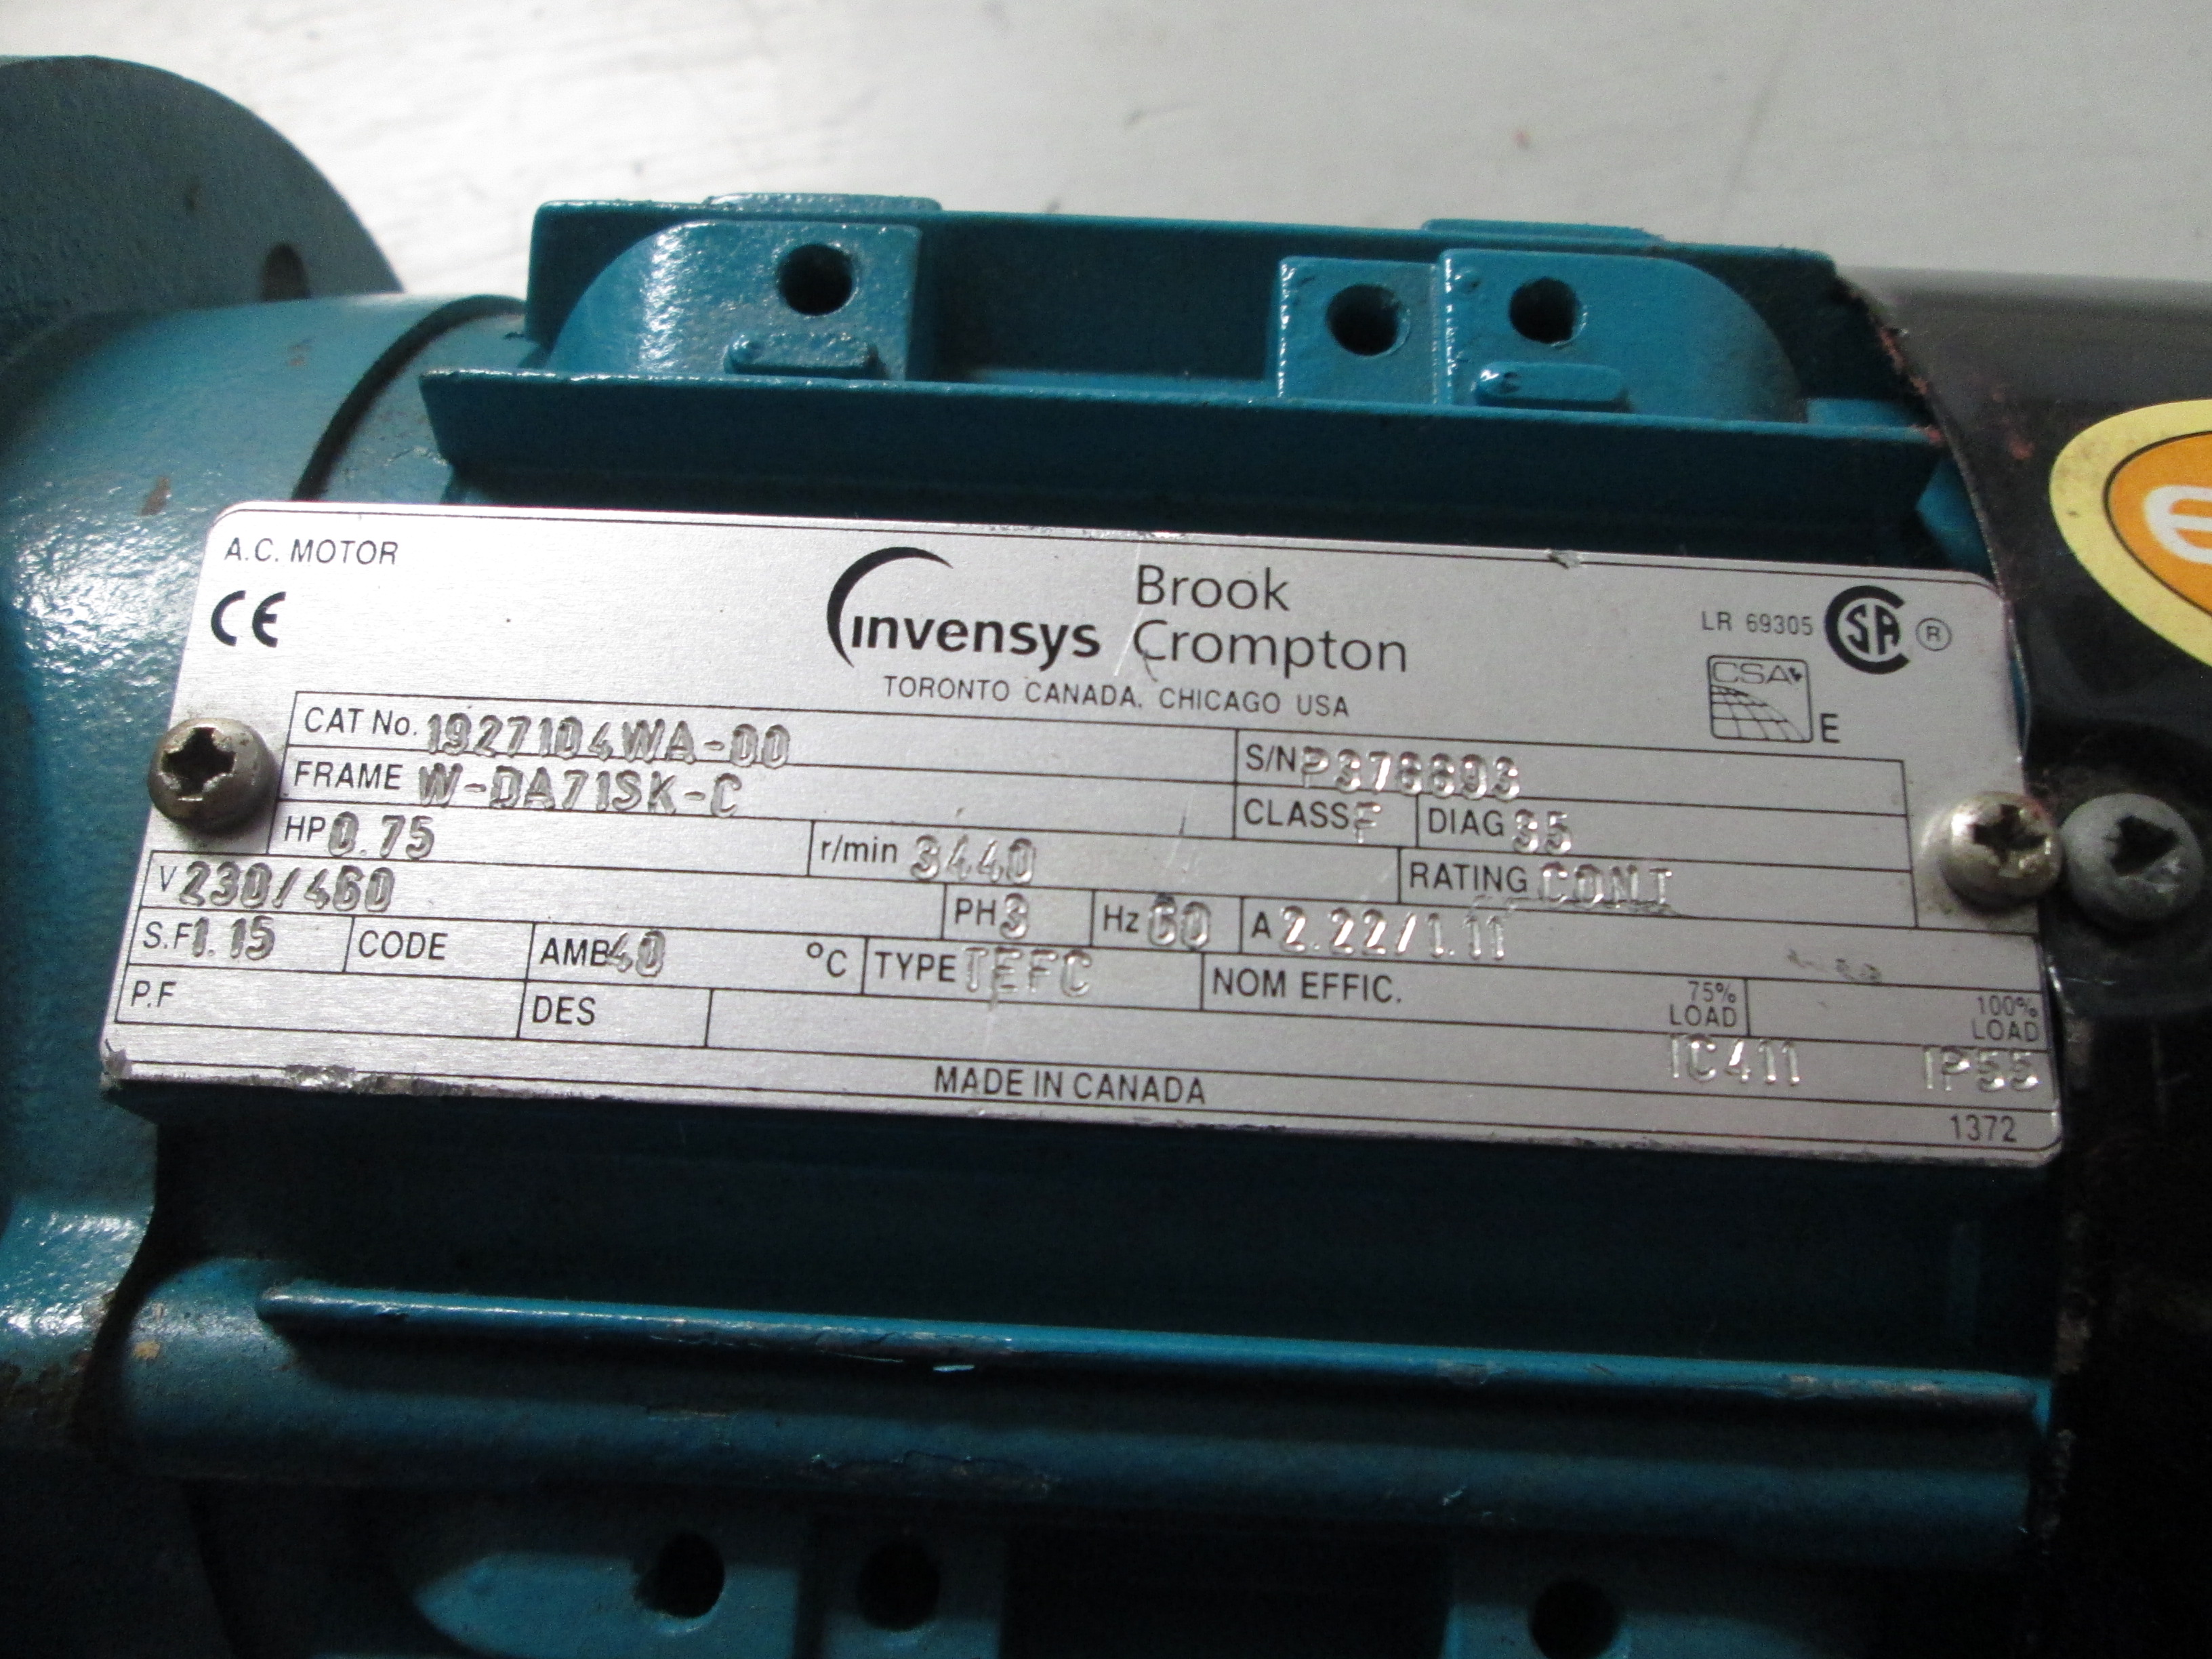 A.C. MOTOR
CE
invensys Brook Crompton
TORONTO CANADA. CHICAGO USA
LR 69305 CSA ®
CSA E
CAT No. 1927104WA-00
S/N
FRAME W-DA71SK-C
CLASS F DIAG 35
HP 0.75 r/min 3440 RATING CONT
V 230/460 PH 3 Hz 60 A 2.22/1.11
S.F 1.15 CODE AMB 40 °C TYPE TEFC NOM EFFIC. 75% LOAD 100% LOAD
P.F DES IC411 IP55
MADE IN CANADA
1372
e